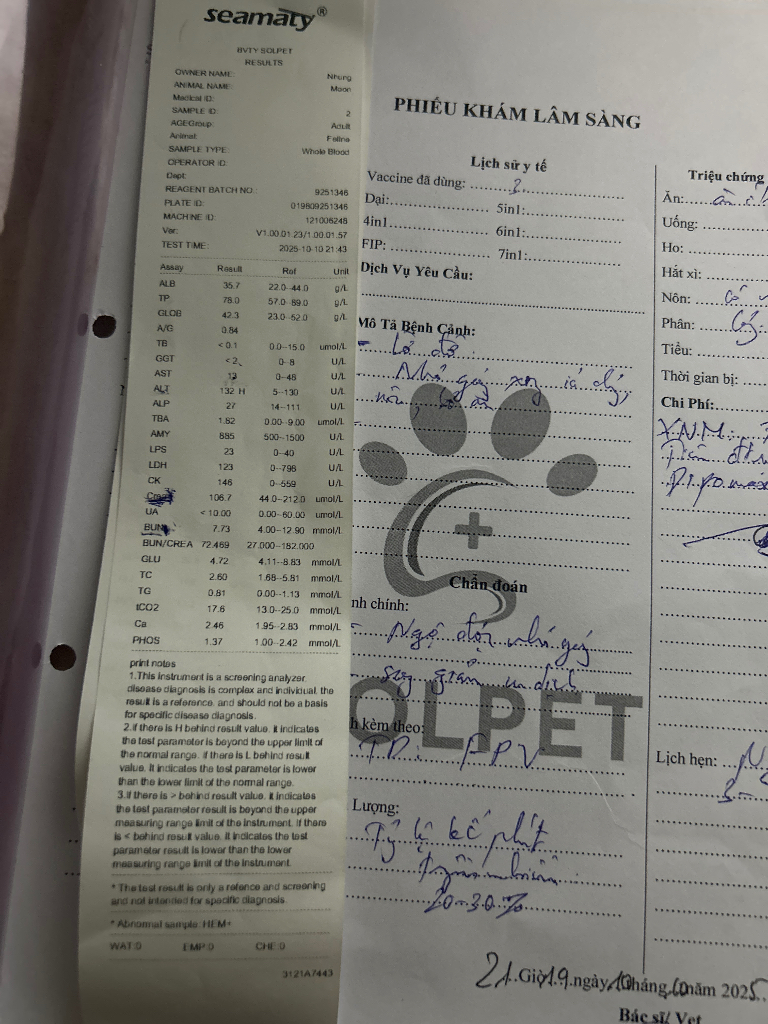 seamaty®
BVTY SOLPET
RESULTS
OWNER NAME: Nhung
ANIMAL NAME: Moon
Medical ID:
SAMPLE ID: 2
AGEGroup: Adult
Animal: Feline
SAMPLE TYPE: Whole Blood
OPERATOR ID:
Dept:
REAGENT BATCH NO.: 9251346
PLATE ID: 019809251346
MACHINE ID: 121006248
Ver: V1.00.01.23/1.00.01.57
TEST TIME: 2025-10-10 21:43
Assay Result Ref Unit
ALB 35.7 22.0--44.0 g/L
TP 78.0 57.0--89.0 g/L
GLOB 42.3 23.0--52.0 g/L
A/G 0.84
TB <0.1 0.0--15.0 umol/L
GGT <2 0--8 U/L
AST 0--48 U/L
ALT 132 H 5--130 U/L
ALP 27 14--111 U/L
TBA 1.82 0.00--9.00 umol/L
AMY 885 500--1500 U/L
LPS 23 0--40 U/L
LDH 123 0--798 U/L
CK 146 0--559 U/L
Crea 106.7 44.0--212.0 umol/L
UA <10.00 0.00--60.00 umol/L
BUN 7.73 4.00--12.90 mmol/L
BUN/CREA 72.469 27.000--182.000
GLU 4.72 4.11--8.83 mmol/L
TC 2.60 1.68--5.81 mmol/L
TG 0.81 0.00--1.13 mmol/L
tCO2 17.6 13.0--25.0 mmol/L
Ca 2.46 1.95--2.83 mmol/L
PHOS 1.37 1.00--2.42 mmol/L
print notes
1.This instrument is a screening analyzer,
disease diagnosis is complex and individual, the
result is a reference, and should not be a basis
for specific disease diagnosis.
2.If there is H behind result value, it indicates
the test parameter is beyond the upper limit of
the normal range. if there is L behind result
value. It indicates the test parameter is lower
than the lower limit of the normal range.
3.If there is > behind result value, it indicates
the test parameter result is beyond the upper
measuring range limit of the instrument. If there
is < behind result value. It indicates the test
parameter result is lower than the lower
measuring range limit of the instrument.
* The test result is only a refence and screening
and not intended for specific diagnosis.
* Abnormal sample: HEM+
WAT:0 EMP:0 CHE:0
3121A7443
PHIẾU KHÁM LÂM SÀNG
Lịch sử y tế
Vaccine đã dùng: ?
Dại: 5in1:
4in1 6in1:
FIP: 7in1:
Dịch Vụ Yêu Cầu:
Mô Tả Bệnh Cảnh:
- Lờ đờ
Nhỏ gáy xong ỉa chảy,
nôn, bỏ ăn
Chẩn đoán
nh chính:
- Ngộ độc nhỏ gáy
suy giảm m dịch
h kèm theo:
TD: FPV
Lượng:
Tỷ lệ kế phát
truyền nhiễm
20-30%
SOLPET
Triệu chứng
Ăn: ăn ít
Uống:
Ho:
Hắt xì:
Nôn: có
Phân:
Tiểu:
Thời gian bị:
Chi Phí:
XNM:
Lịch hẹn:
21 Giờ 19 ngày 10 tháng 10 năm 2025
Bác sĩ/ Vet